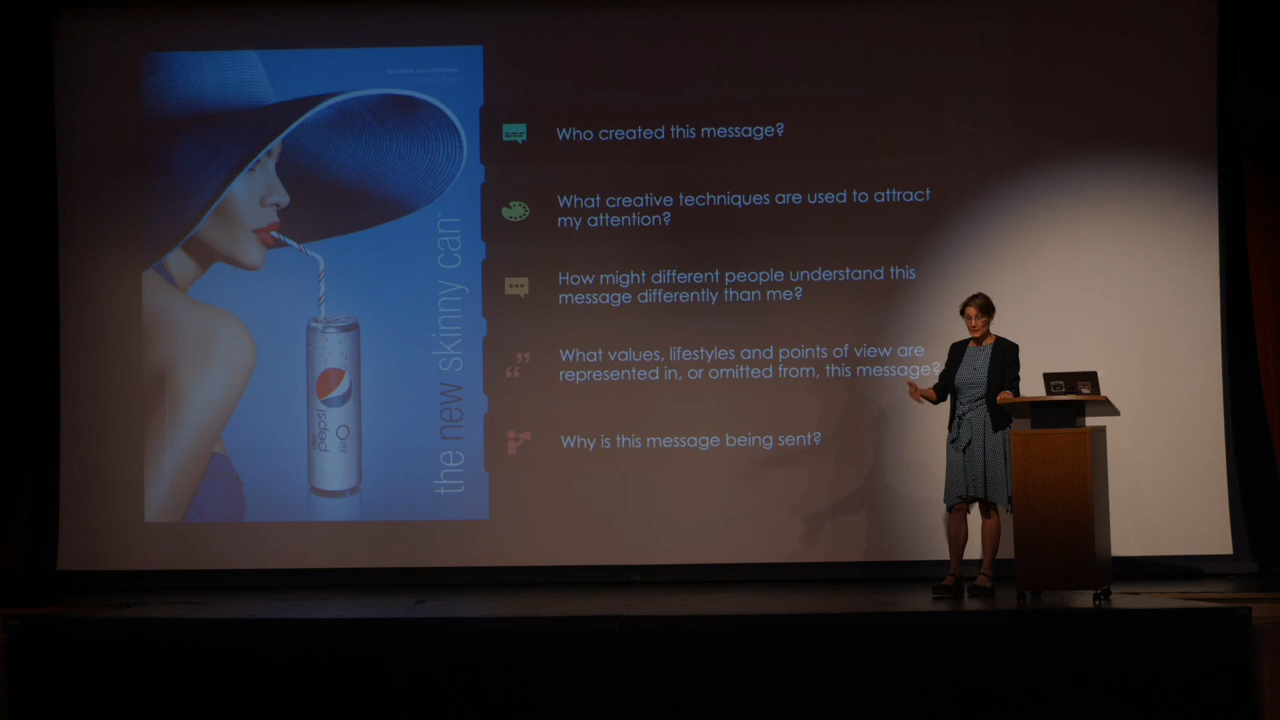 the new skinny can
diet
pepsi
Who created this message?
What creative techniques are used to attract
my attention?
How might different people understand this
message differently than me?
What values, lifestyles and points of view are
represented in, or omitted from, this message?
Why is this message being sent?